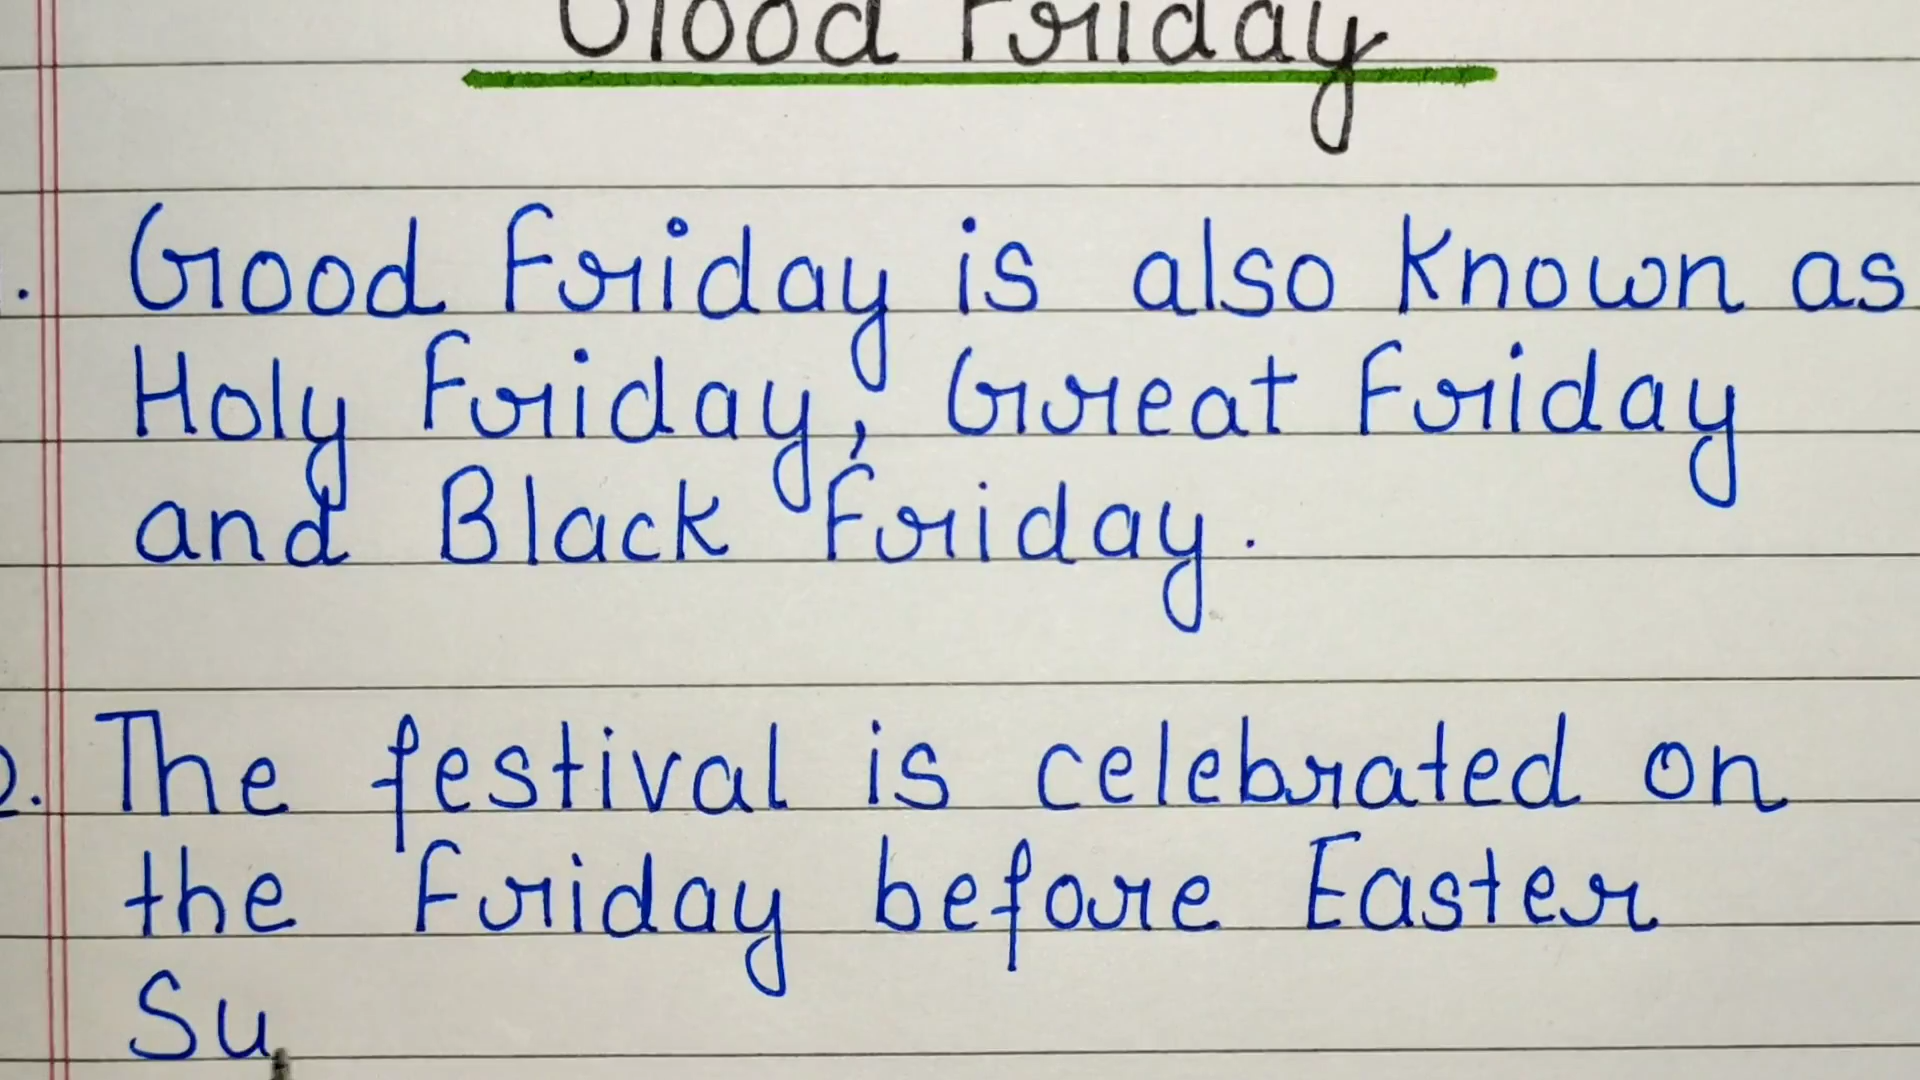 Good Friday
. Good Friday is also known as
Holy Friday, Great Friday
and Black Friday.
2. The festival is celebrated on
the Friday before Easter
Su